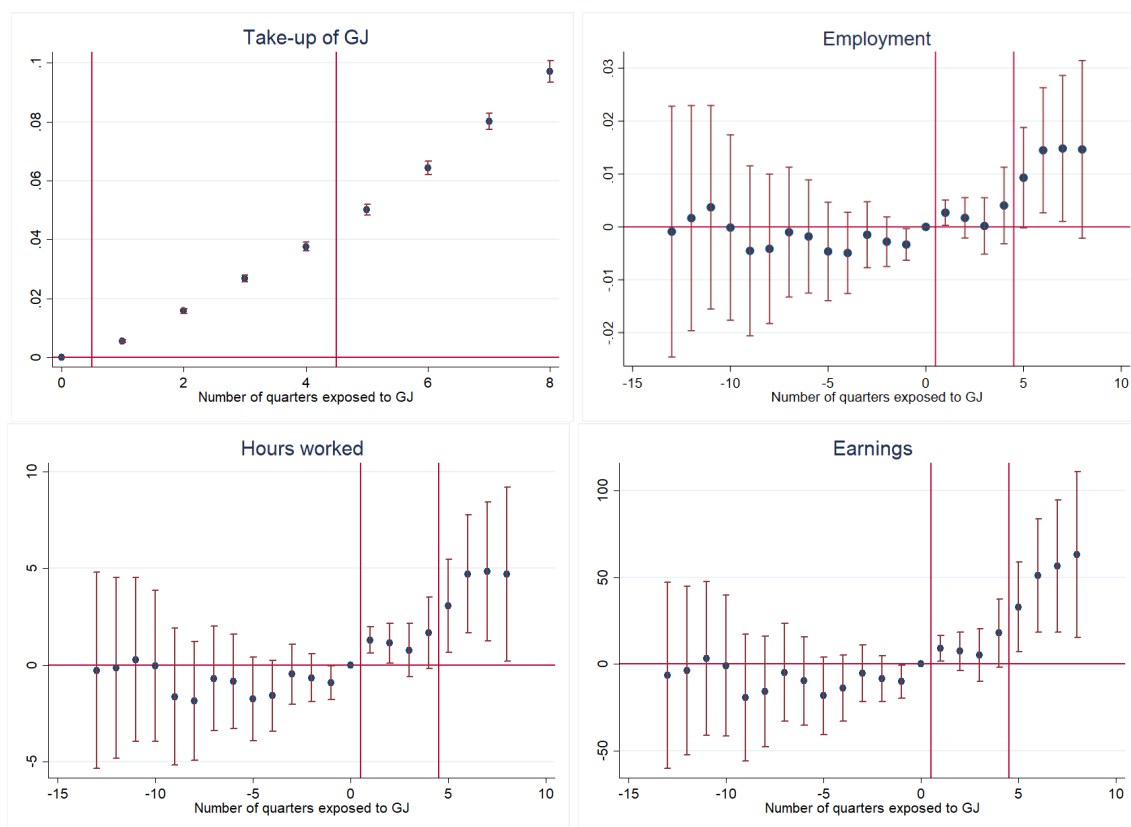 Take-up of GJ
.1
.08
.06
.04
.02
0
0 2 4 6 8
Number of quarters exposed to GJ
Employment
.03
.02
.01
0
-.01
-.02
-15 -10 -5 0 5 10
Number of quarters exposed to GJ
Hours worked
10
5
0
-5
-15 -10 -5 0 5 10
Number of quarters exposed to GJ
Earnings
100
50
0
-50
-15 -10 -5 0 5 10
Number of quarters exposed to GJ